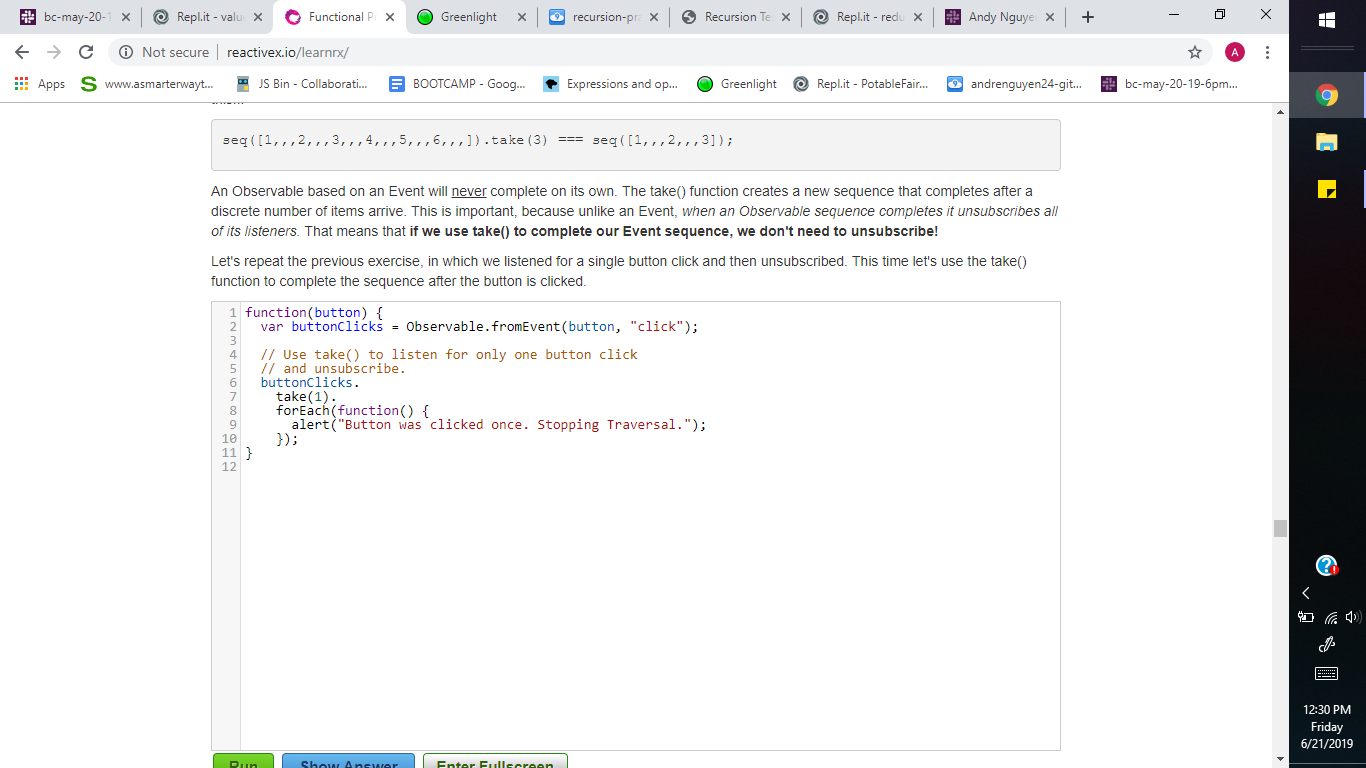 bc-may-20-1
Repl.it - valu
Functional P
Greenlight
recursion-pra
Recursion Te
Repl.it - redu
Andy Nguye
Not secure
reactivex.io/learnrx/
A
Apps
www.asmarterwayt...
JS Bin - Collaborati...
BOOTCAMP - Goog...
Expressions and op...
Greenlight
Repl.it - PotableFair...
andrenguyen24-git...
bc-may-20-19-6pm...
seq([1,,,2,,,3,,,4,,,5,,,6,,,]).take(3) === seq([1,,,2,,,3]);
An Observable based on an Event will never complete on its own. The take() function creates a new sequence that completes after a
discrete number of items arrive. This is important, because unlike an Event, when an Observable sequence completes it unsubscribes all
of its listeners. That means that if we use take() to complete our Event sequence, we don't need to unsubscribe!
Let's repeat the previous exercise, in which we listened for a single button click and then unsubscribed. This time let's use the take()
function to complete the sequence after the button is clicked.
1 function(button) {
2 var buttonClicks = Observable.fromEvent(button, "click");
3
4 // Use take() to listen for only one button click
5 // and unsubscribe.
6 buttonClicks.
7 take(1).
8 forEach(function() {
9 alert("Button was clicked once. Stopping Traversal.");
10 });
11 }
12
Run
Show Answer
Enter Fullscreen
12:30 PM
Friday
6/21/2019